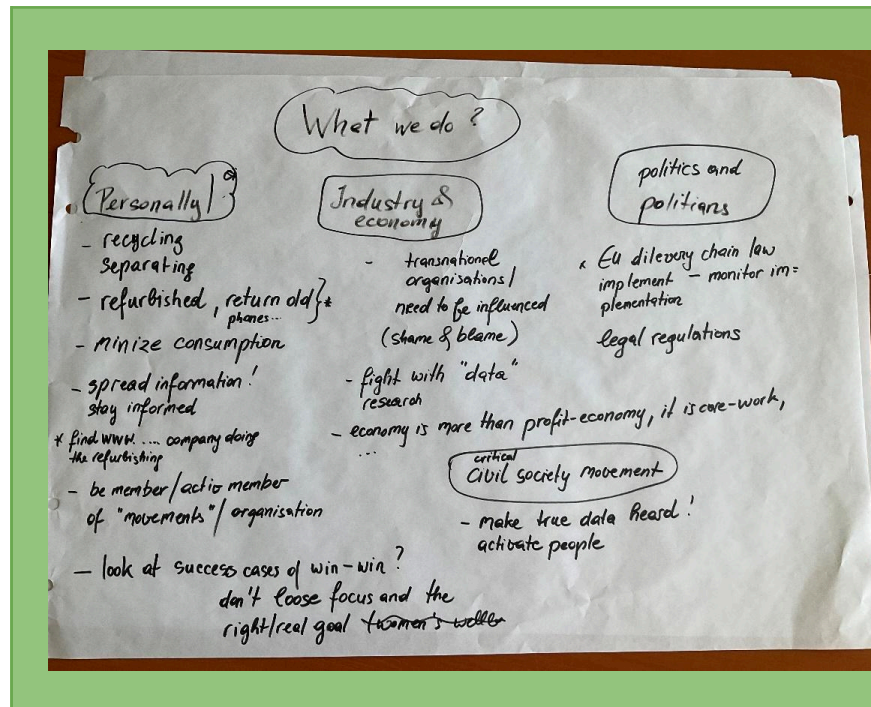 What we do?
Personally!
- recycling
separating
- refurbished, return old}*
phones...
- minize consumption
- spread information!
stay informed
* find www. ... company doing
the refurbishing
- be member/activ member
of "movements"/organisation
- look at success cases of win-win?
don't loose focus and the
right/real goal
Industry &
economy
- transnational
organisations/
need to be influenced
(shame & blame)
- fight with "data"
research
- economy is more than profit-economy, it is care-work,
...
politics and
politians
* EU dilevery chain law
implement - monitor im=
plementation
legal regulations
critical
civil society movement
- make true data heard!
activate people